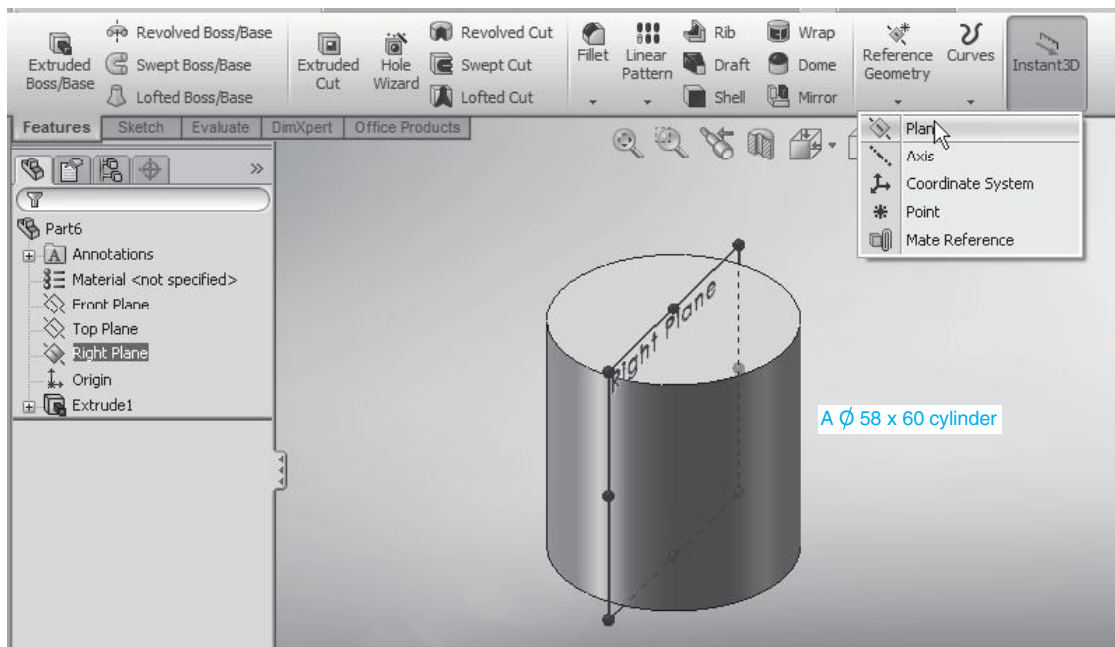 Extruded Boss/Base
Revolved Boss/Base
Swept Boss/Base
Lofted Boss/Base
Extruded Cut
Hole Wizard
Revolved Cut
Swept Cut
Lofted Cut
Fillet
Linear Pattern
Rib
Draft
Shell
Wrap
Dome
Mirror
Reference Geometry
Curves
Instant3D
Features
Sketch
Evaluate
DimXpert
Office Products
Plane
Axis
Coordinate System
Point
Mate Reference
Part6
A Annotations
Material <not specified>
Front Plane
Top Plane
Right Plane
Origin
Extrude1
Right Plane
A Ø 58 x 60 cylinder